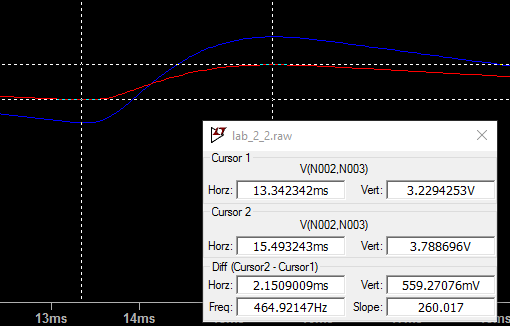 lab_2_2.raw
Cursor 1
V(N002,N003)
Horz: 13.342342ms Vert: 3.2294253V
Cursor 2
V(N002,N003)
Horz: 15.493243ms Vert: 3.788696V
Diff (Cursor2 - Cursor1)
Horz: 2.1509009ms Vert: 559.27076mV
Freq: 464.92147Hz Slope: 260.017
13ms 14ms